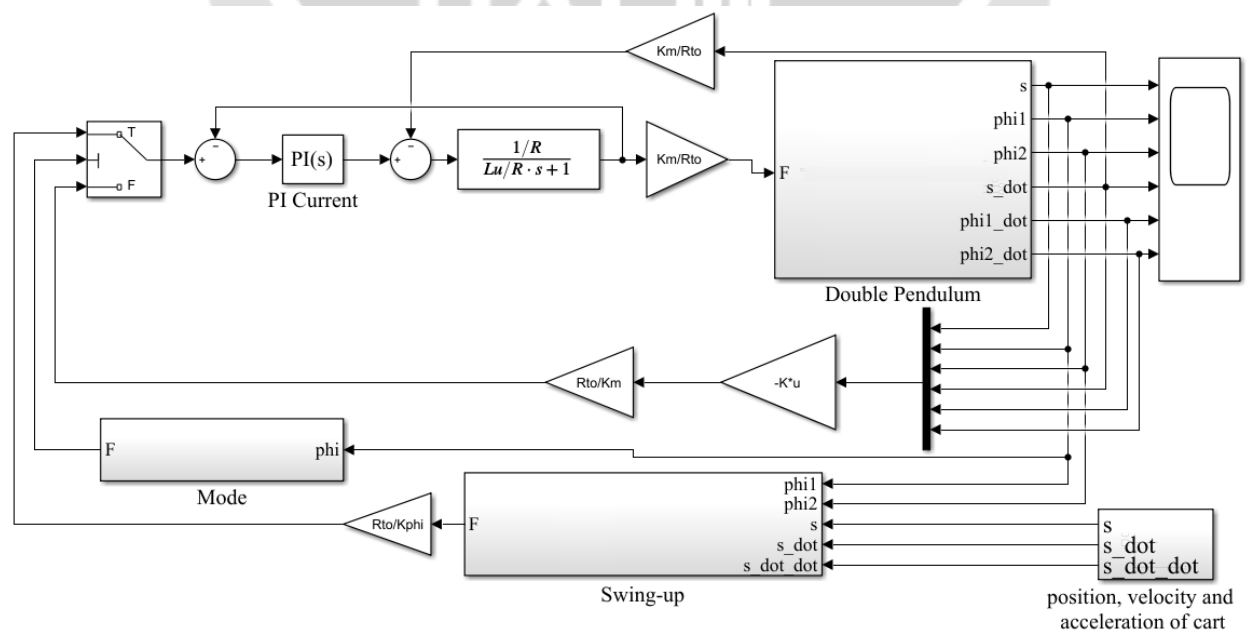 Km/Rto
T
F
+
−
PI(s)
PI Current
+
−
1/R
Lu/R · s + 1
Km/Rto
F
s
phi1
phi2
s_dot
phi1_dot
phi2_dot
Double Pendulum
Rto/Km
-K*u
F
phi
Mode
Rto/Kphi
F
phi1
phi2
s
s_dot
s_dot_dot
Swing-up
s
s_dot
s_dot_dot
position, velocity and
acceleration of cart